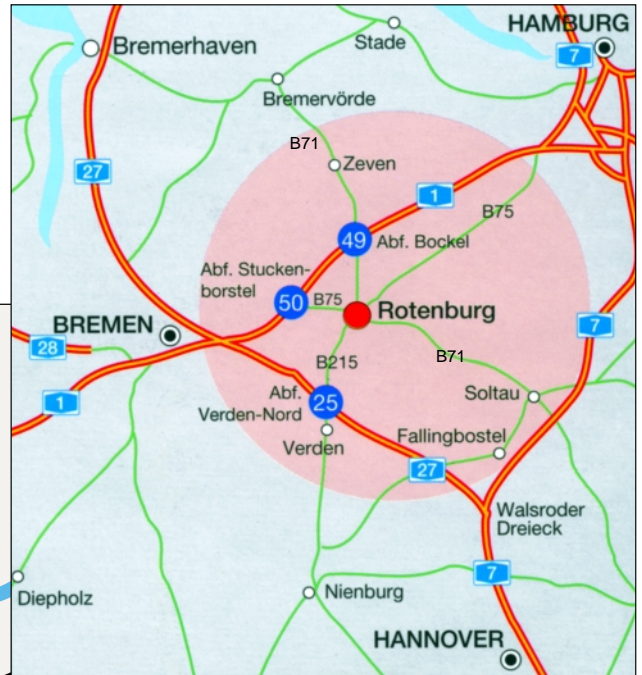 HAMBURG
7
Stade
Bremerhaven
Bremervörde
B71
Zeven
27
1
B75
49 Abf. Bockel
Abf. Stucken-
borstel
50
B75
Rotenburg
BREMEN
28
7
B71
B215
1
Abf.
Verden-Nord
25
Soltau
Verden
Fallingbostel
27
Walsroder
Dreieck
7
Diepholz
Nienburg
HANNOVER